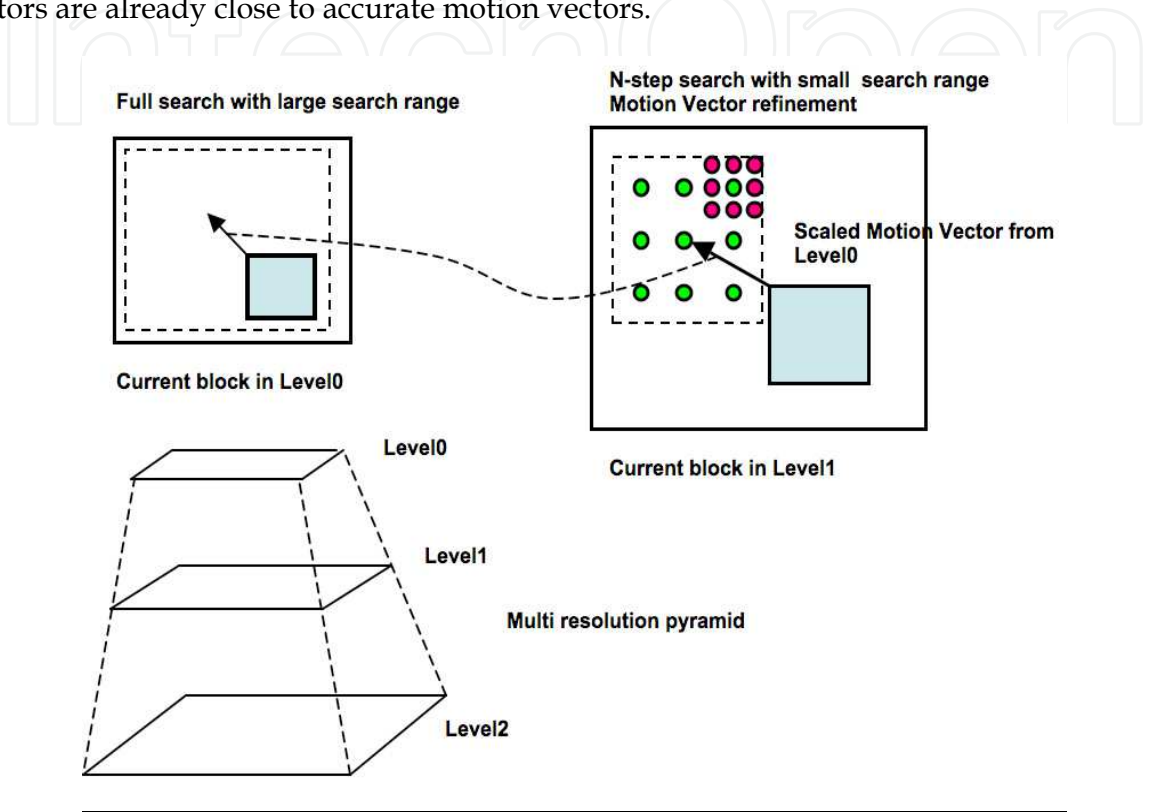 tors are already close to accurate motion vectors.
IntechOpen
Full search with large search range
N-step search with small search range
Motion Vector refinement
Scaled Motion Vector from
Level0
Current block in Level0
Current block in Level1
Level0
Level1
Multi resolution pyramid
Level2